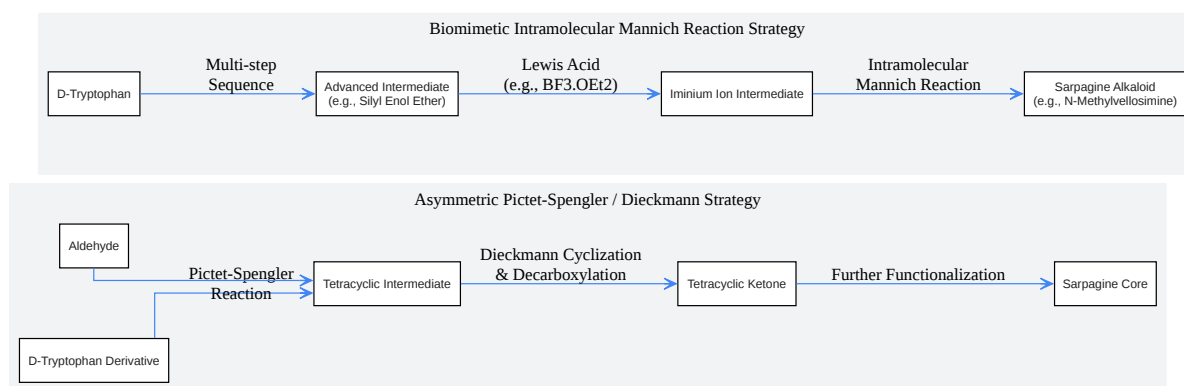 Biomimetic Intramolecular Mannich Reaction Strategy
D-Tryptophan
Multi-step
Sequence
Advanced Intermediate
(e.g., Silyl Enol Ether)
Lewis Acid
(e.g., BF3.OEt2)
Iminium Ion Intermediate
Intramolecular
Mannich Reaction
Sarpagine Alkaloid
(e.g., N-Methylvellosimine)
Asymmetric Pictet-Spengler / Dieckmann Strategy
Aldehyde
D-Tryptophan Derivative
Pictet-Spengler
Reaction
Tetracyclic Intermediate
Dieckmann Cyclization
& Decarboxylation
Tetracyclic Ketone
Further Functionalization
Sarpagine Core